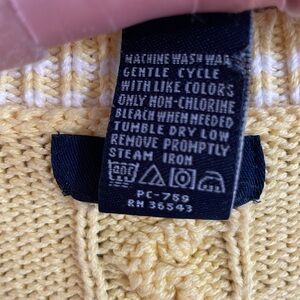 MACHINE WASH WAR
GENTLE CYCLE
WITH LIKE COLORS
ONLY NON-CHLORINE
BLEACH WHEN NEEDED
TUMBLE DRY LOW
REMOVE PROMPTLY
STEAM IRON
PC-759
RN 36543